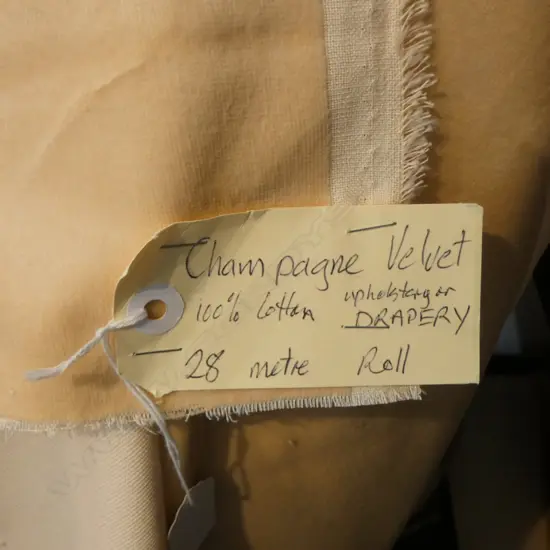 Champagne Velvet
100% Cotton upholstery or
DRAPERY
28 metre Roll